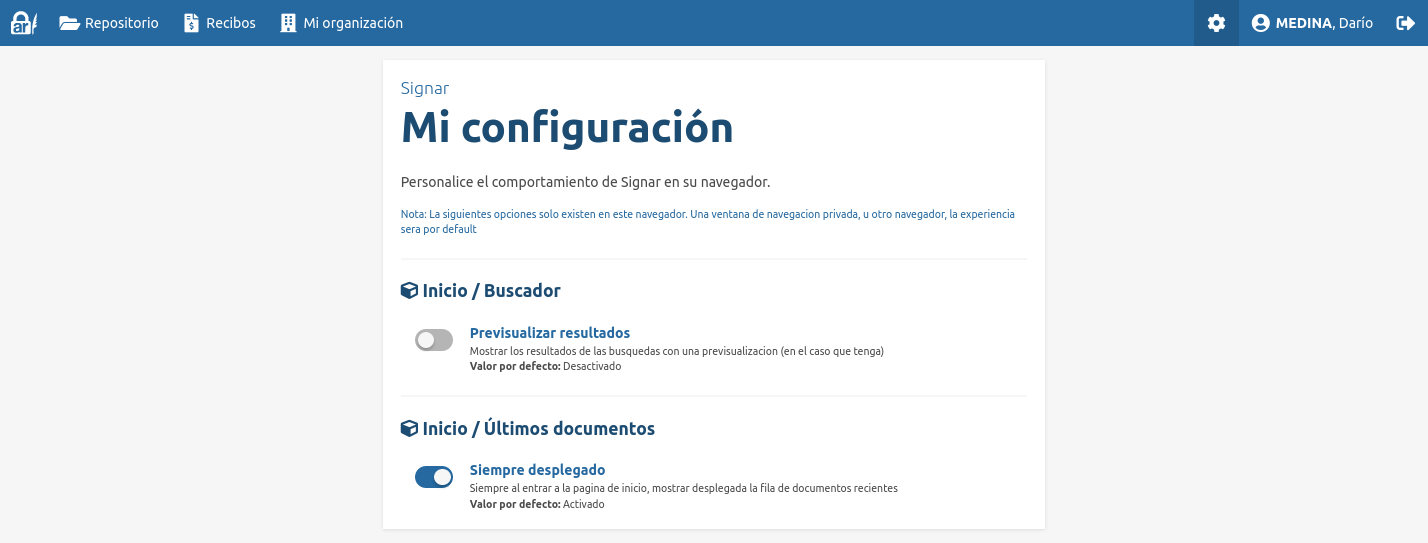 ar
Repositorio
Recibos
Mi organización
MEDINA, Darío
Signar
Mi configuración
Personalice el comportamiento de Signar en su navegador.
Nota: La siguientes opciones solo existen en este navegador. Una ventana de navegacion privada, u otro navegador, la experiencia
sera por default
Inicio / Buscador
Previsualizar resultados
Mostrar los resultados de las busquedas con una previsualizacion (en el caso que tenga)
Valor por defecto: Desactivado
Inicio / Últimos documentos
Siempre desplegado
Siempre al entrar a la pagina de inicio, mostrar desplegada la fila de documentos recientes
Valor por defecto: Activado